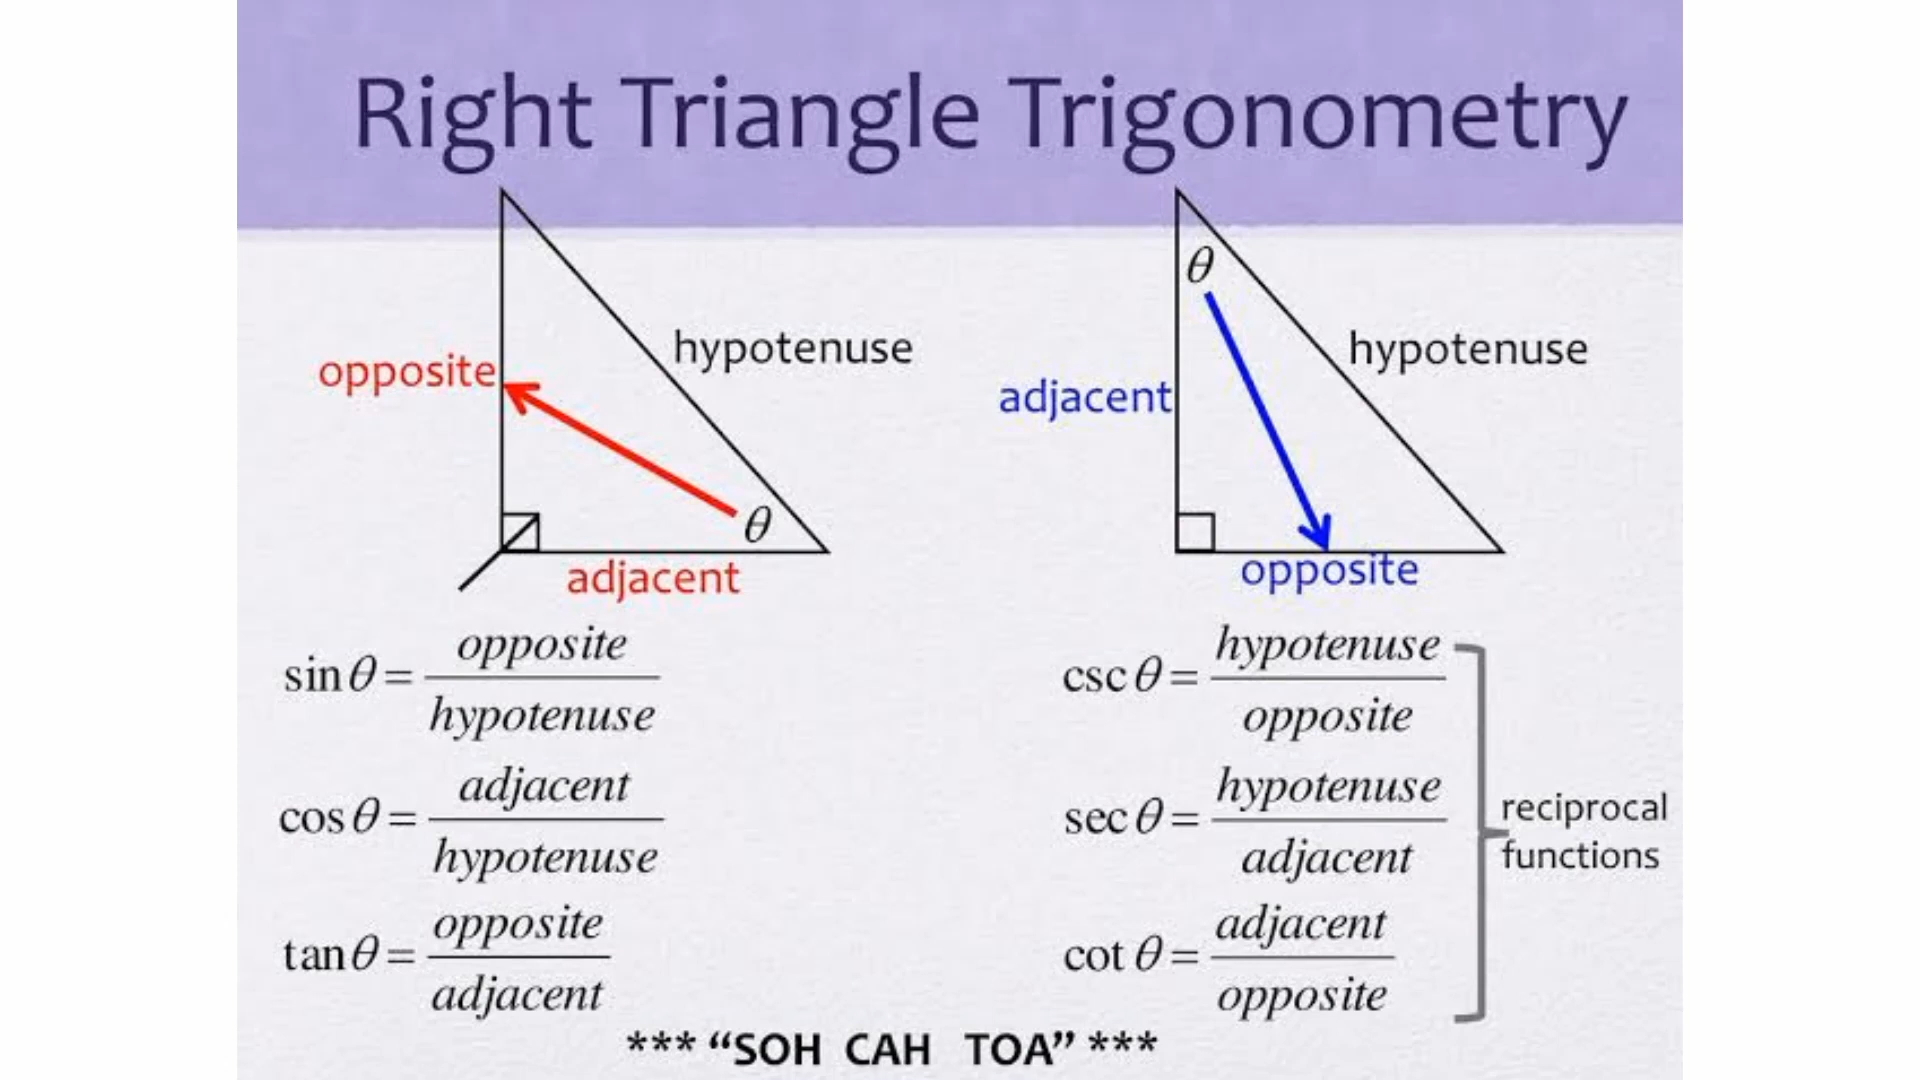 Right Triangle Trigonometry
opposite
hypotenuse
θ
adjacent
θ
adjacent
hypotenuse
opposite
sin θ = opposite / hypotenuse
cos θ = adjacent / hypotenuse
tan θ = opposite / adjacent
csc θ = hypotenuse / opposite
sec θ = hypotenuse / adjacent
cot θ = adjacent / opposite
reciprocal
functions
*** “SOH CAH TOA” ***